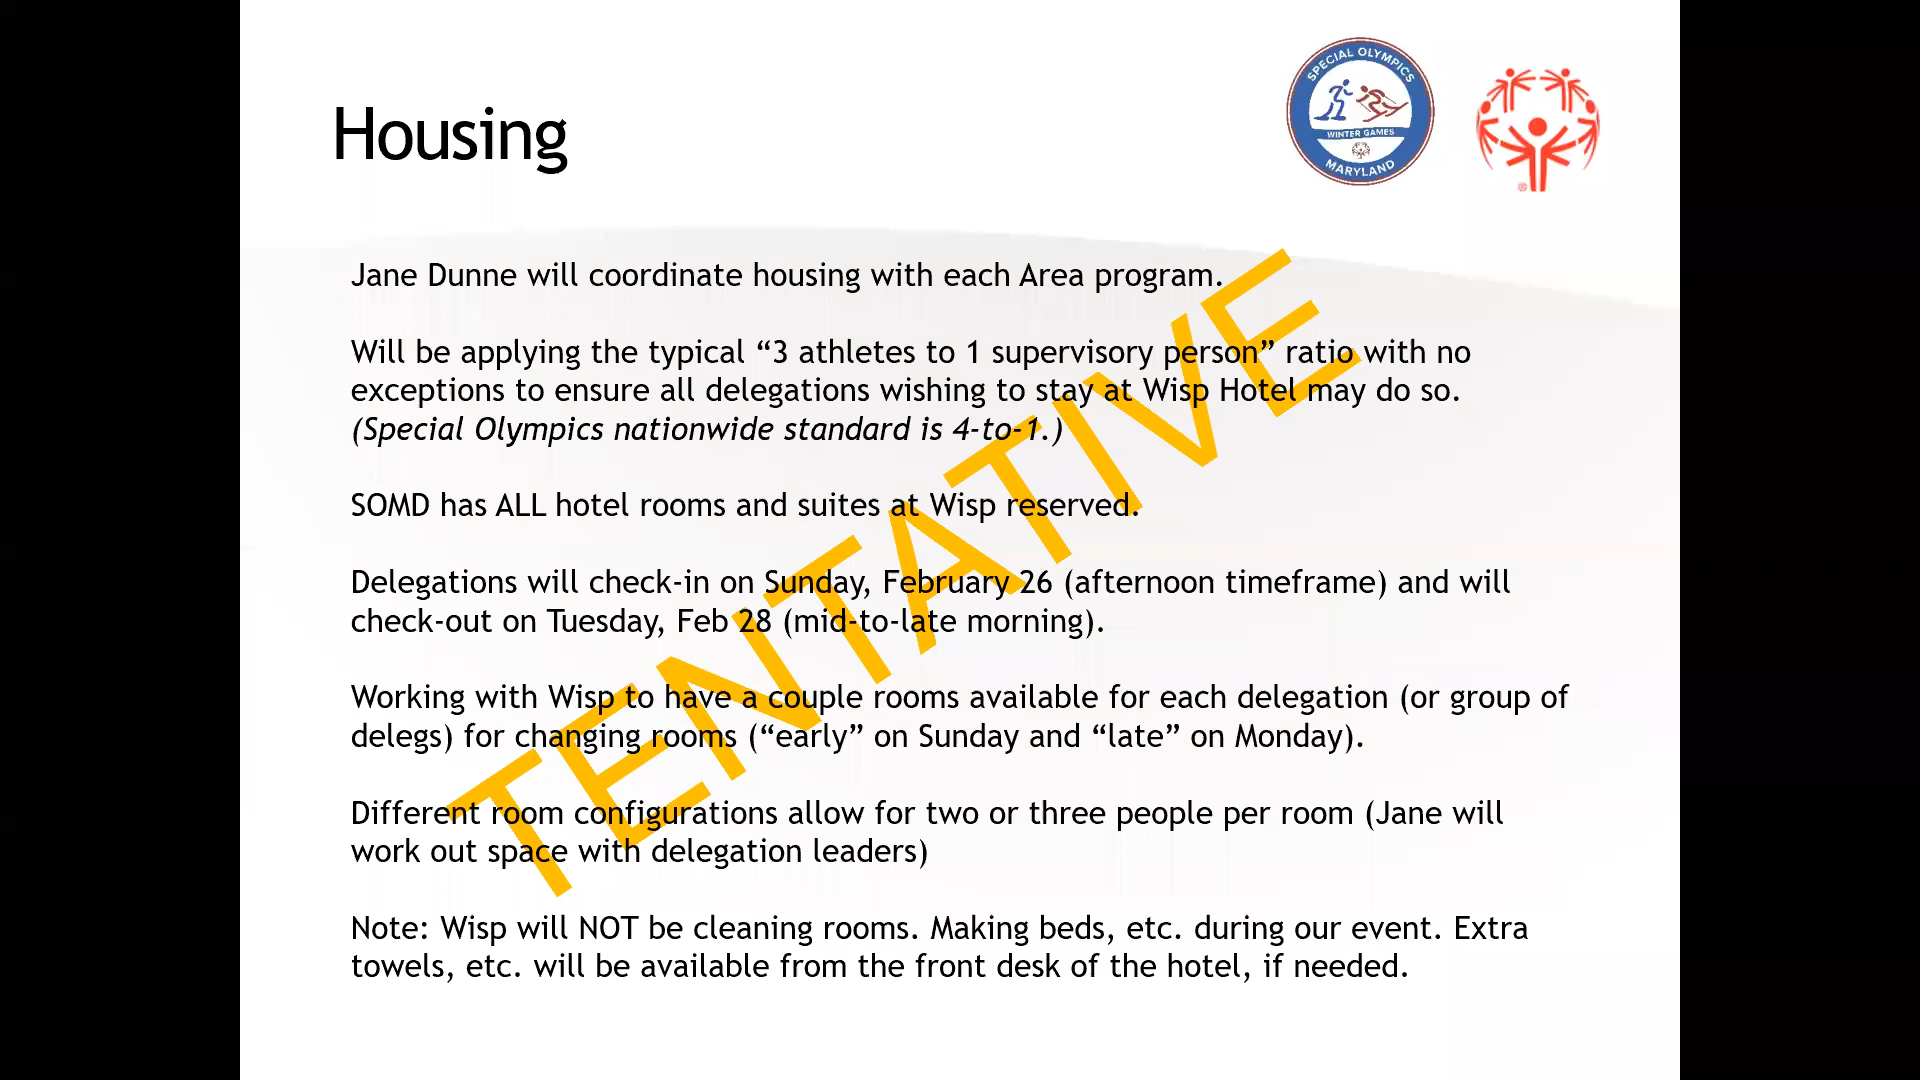 Housing
SPECIAL OLYMPICS
WINTER GAMES
MARYLAND
®
Jane Dunne will coordinate housing with each Area program.
Will be applying the typical “3 athletes to 1 supervisory person” ratio with no
exceptions to ensure all delegations wishing to stay at Wisp Hotel may do so.
(Special Olympics nationwide standard is 4-to-1.)
SOMD has ALL hotel rooms and suites at Wisp reserved.
Delegations will check-in on Sunday, February 26 (afternoon timeframe) and will
check-out on Tuesday, Feb 28 (mid-to-late morning).
Working with Wisp to have a couple rooms available for each delegation (or group of
delegs) for changing rooms (“early” on Sunday and “late” on Monday).
Different room configurations allow for two or three people per room (Jane will
work out space with delegation leaders)
Note: Wisp will NOT be cleaning rooms. Making beds, etc. during our event. Extra
towels, etc. will be available from the front desk of the hotel, if needed.
TENTATIVE